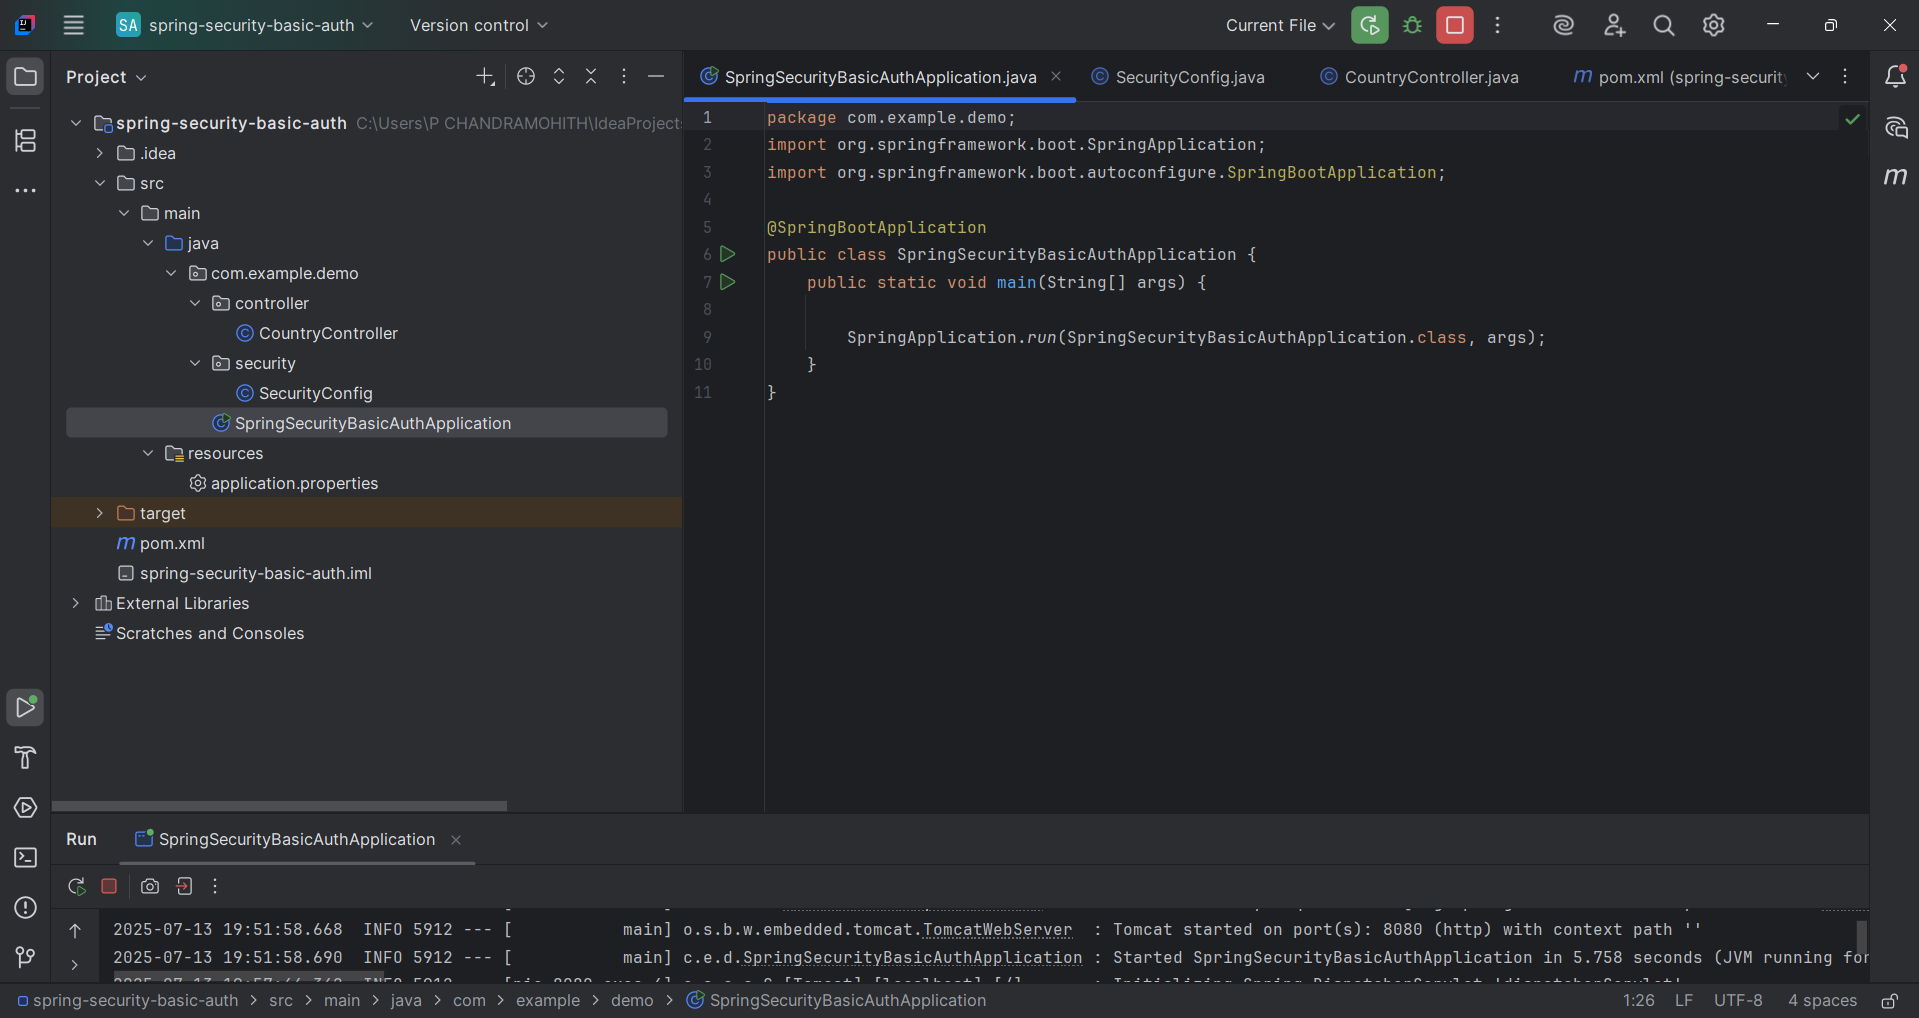 SA spring-security-basic-auth Version control Current File
Project
SpringSecurityBasicAuthApplication.java SecurityConfig.java CountryController.java pom.xml (spring-securit
spring-security-basic-auth C:\Users\P CHANDRAMOHITH\IdeaProject
.idea
src
main
java
com.example.demo
controller
CountryController
security
SecurityConfig
SpringSecurityBasicAuthApplication
resources
application.properties
target
pom.xml
spring-security-basic-auth.iml
External Libraries
Scratches and Consoles
1 package com.example.demo;
2 import org.springframework.boot.SpringApplication;
3 import org.springframework.boot.autoconfigure.SpringBootApplication;
4
5 @SpringBootApplication
6 public class SpringSecurityBasicAuthApplication {
7 public static void main(String[] args) {
8
9 SpringApplication.run(SpringSecurityBasicAuthApplication.class, args);
10 }
11 }
Run SpringSecurityBasicAuthApplication
2025-07-13 19:51:58.668 INFO 5912 --- [ main] o.s.b.w.embedded.tomcat.TomcatWebServer : Tomcat started on port(s): 8080 (http) with context path ''
2025-07-13 19:51:58.690 INFO 5912 --- [ main] c.e.d.SpringSecurityBasicAuthApplication : Started SpringSecurityBasicAuthApplication in 5.758 seconds (JVM running for
spring-security-basic-auth > src > main > java > com > example > demo > SpringSecurityBasicAuthApplication 1:26 LF UTF-8 4 spaces